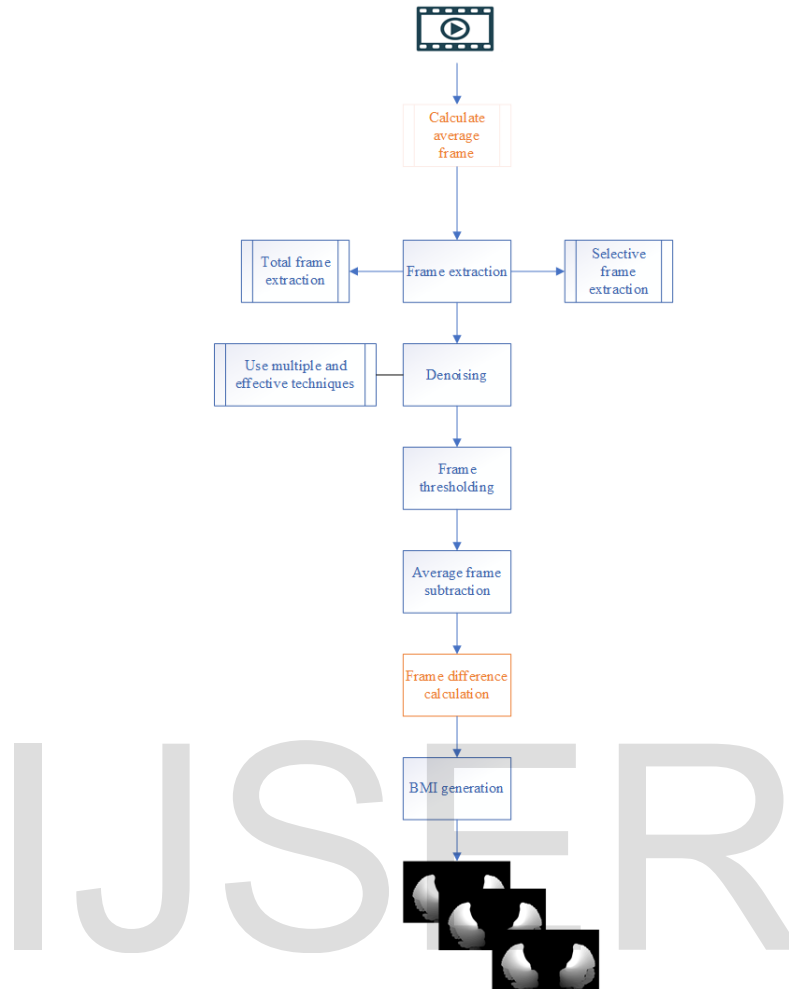 Calculate
average
frame
Total frame
extraction
Frame extraction
Selective
frame
extraction
Use multiple and
effective techniques
Denoising
Frame
thresholding
Average frame
subtraction
Frame difference
calculation
BMI generation
IJSER